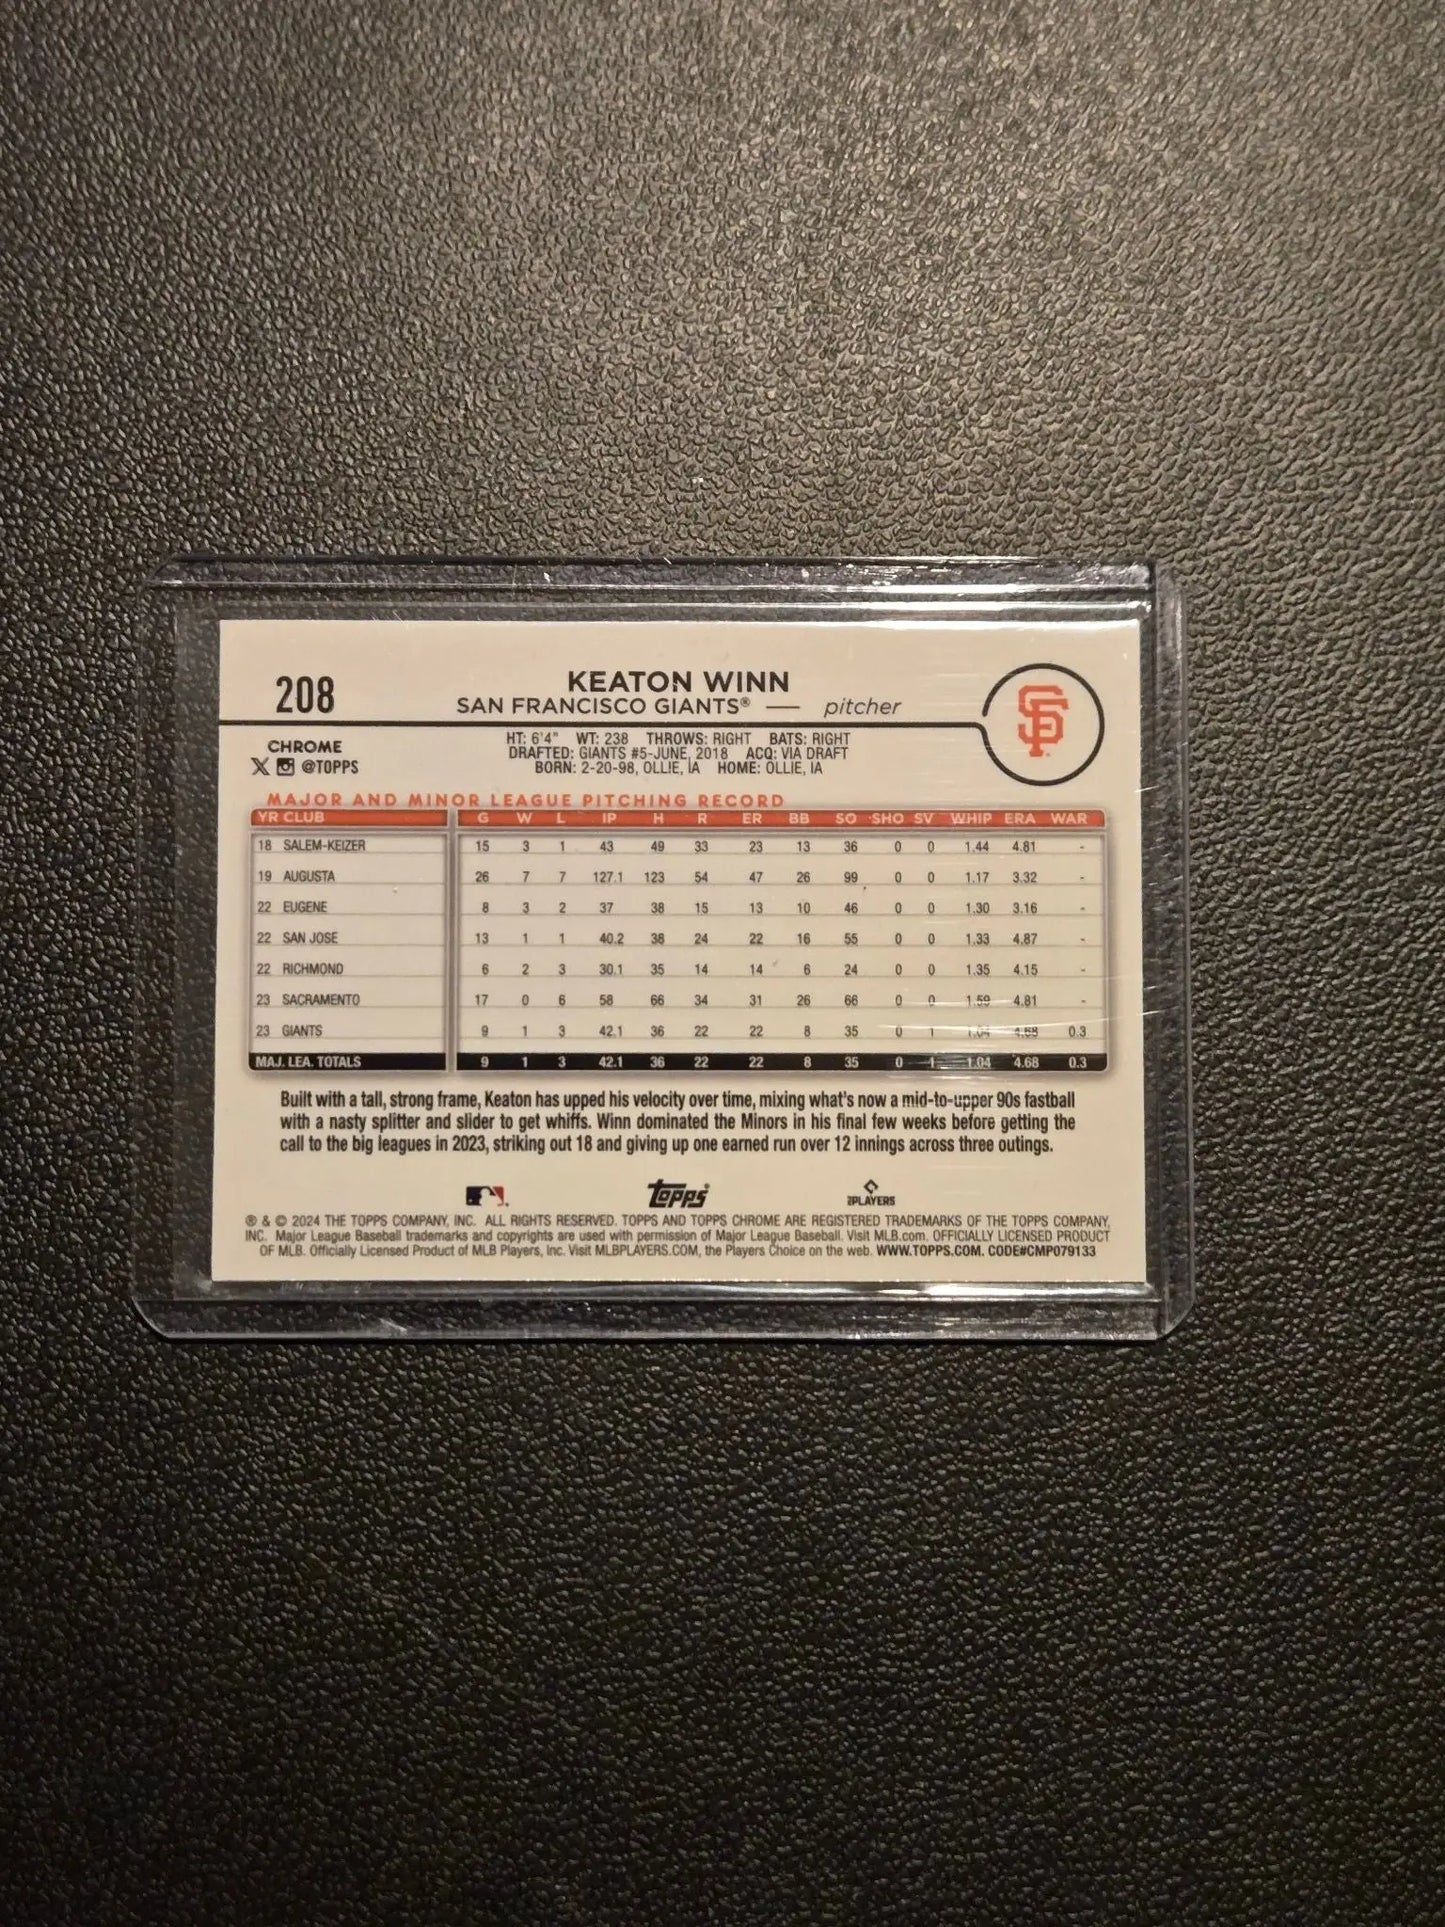 208
KEATON WINN
SAN FRANCISCO GIANTS® — pitcher
SF
CHROME
X @TOPPS
HT: 6'4" WT: 238 THROWS: RIGHT BATS: RIGHT
DRAFTED: GIANTS #5-JUNE, 2018 ACQ: VIA DRAFT
BORN: 2-20-98, OLLIE, IA HOME: OLLIE, IA
MAJOR AND MINOR LEAGUE PITCHING RECORD
YR CLUB G W L IP H R ER BB SO SHO SV WHIP ERA WAR
18 SALEM-KEIZER 15 3 1 43 49 33 23 13 36 0 0 1.44 4.81 -
19 AUGUSTA 26 7 7 127.1 123 54 47 26 99 0 0 1.17 3.32 -
22 EUGENE 8 3 2 37 38 15 13 10 46 0 0 1.30 3.16 -
22 SAN JOSE 13 1 1 40.2 38 24 22 16 55 0 0 1.33 4.87 -
22 RICHMOND 6 2 3 30.1 35 14 14 6 24 0 0 1.35 4.15 -
23 SACRAMENTO 17 0 6 58 66 34 31 26 66 0 0 1.59 4.81 -
23 GIANTS 9 1 3 42.1 36 22 22 8 35 0 1 1.04 4.68 0.3
MAJ. LEA. TOTALS 9 1 3 42.1 36 22 22 8 35 0 1 1.04 4.68 0.3
Built with a tall, strong frame, Keaton has upped his velocity over time, mixing what's now a mid-to-upper 90s fastball
with a nasty splitter and slider to get whiffs. Winn dominated the Minors in his final few weeks before getting the
call to the big leagues in 2023, striking out 18 and giving up one earned run over 12 innings across three outings.
Topps PLAYERS
® & © 2024 THE TOPPS COMPANY, INC. ALL RIGHTS RESERVED. TOPPS AND TOPPS CHROME ARE REGISTERED TRADEMARKS OF THE TOPPS COMPANY,
INC. Major League Baseball trademarks and copyrights are used with permission of Major League Baseball. Visit MLB.com. OFFICIALLY LICENSED PRODUCT
OF MLB. Officially Licensed Product of MLB Players, Inc. Visit MLBPLAYERS.COM, the Players Choice on the web. WWW.TOPPS.COM. CODE#CMP079133